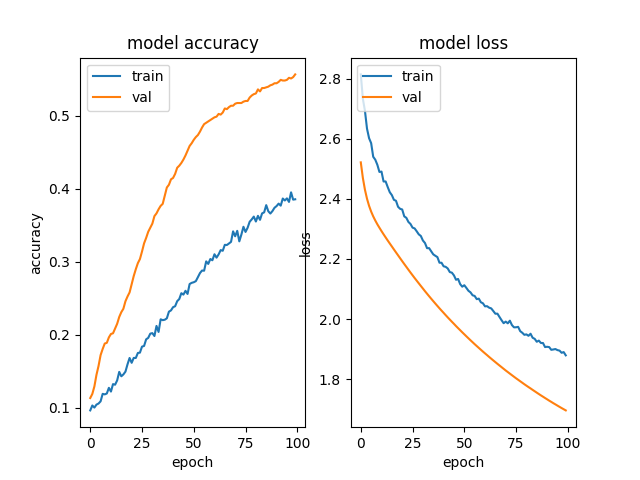 model accuracy
train
val
0.5
0.4
0.3
0.2
0.1
accuracy
0 25 50 75 100
epoch
model loss
train
val
2.8
2.6
2.4
2.2
2.0
1.8
loss
0 25 50 75 100
epoch